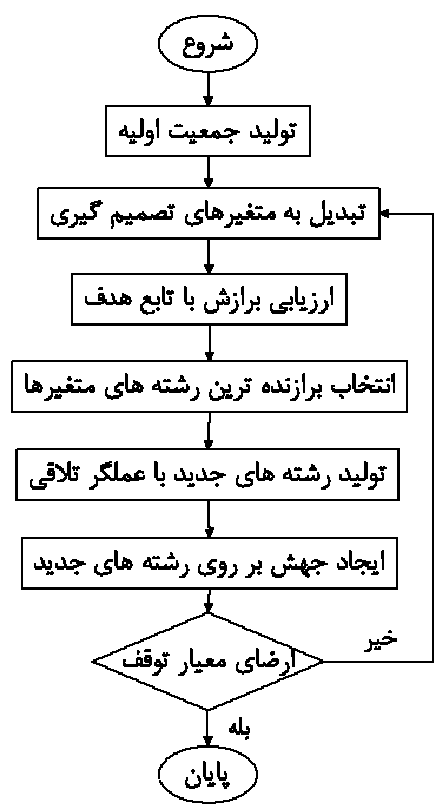 شروع
تولید جمعیت اولیه
تبدیل به متغیرهای تصمیم گیری
ارزیابی برازش با تابع هدف
انتخاب برازنده ترین رشته های متغیرها
تولید رشته های جدید با عملگر تلاقی
ایجاد جهش بر روی رشته های جدید
ارضای معیار توقف
خیر
بله
پایان